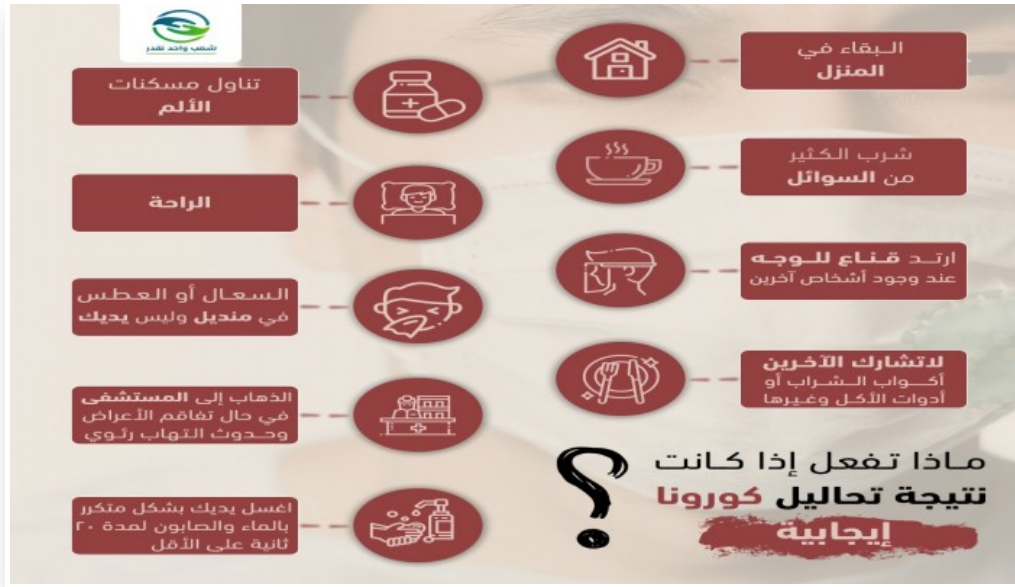 شعب واحد نقدر
ماذا تفعل إذا كانت
نتيجة تحاليل كورونا
إيجابية
؟
البقاء في
المنزل
شرب الكثير
من السوائل
ارتد قناع للوجه
عند وجود أشخاص آخرين
لاتشارك الآخرين
أكواب الشراب أو
أدوات الأكل وغيرها
تناول مسكنات
الألم
الراحة
السعال أو العطس
في منديل وليس يديك
الذهاب إلى المستشفى
في حال تفاقم الأعراض
وحدوث التهاب رئوي
اغسل يديك بشكل متكرر
بالماء والصابون لمدة ٢٠
ثانية على الأقل